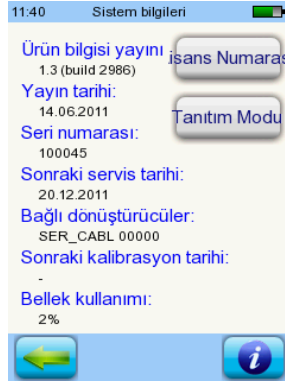 11:40 Sistem bilgileri
Ürün bilgisi yayını
isans Numaras
1.3 (build 2986)
Yayın tarihi:
14.06.2011
Tanıtım Modu
Seri numarası:
100045
Sonraki servis tarihi:
20.12.2011
Bağlı dönüştürücüler:
SER_CABL 00000
Sonraki kalibrasyon tarihi:
-
Bellek kullanımı:
2%
i